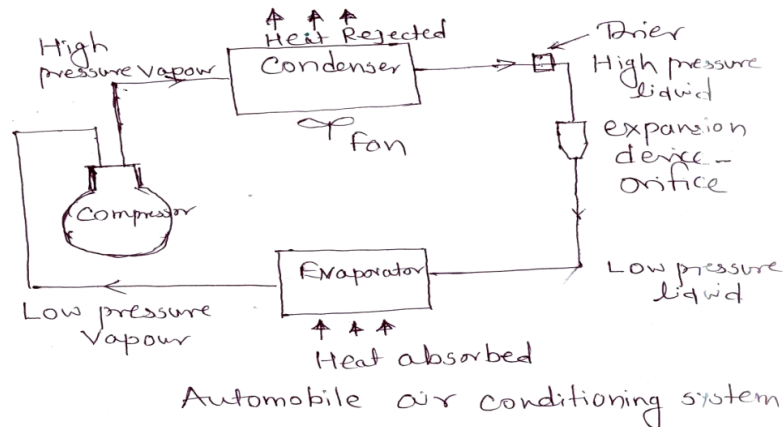 Heat Rejected
High
pressure Vapour
Condenser
Drier
High pressure
liquid
fan
expansion
device -
orifice
Compressor
Evaporator
Low pressure
liquid
Low pressure
Vapour
Heat absorbed
Automobile air conditioning system